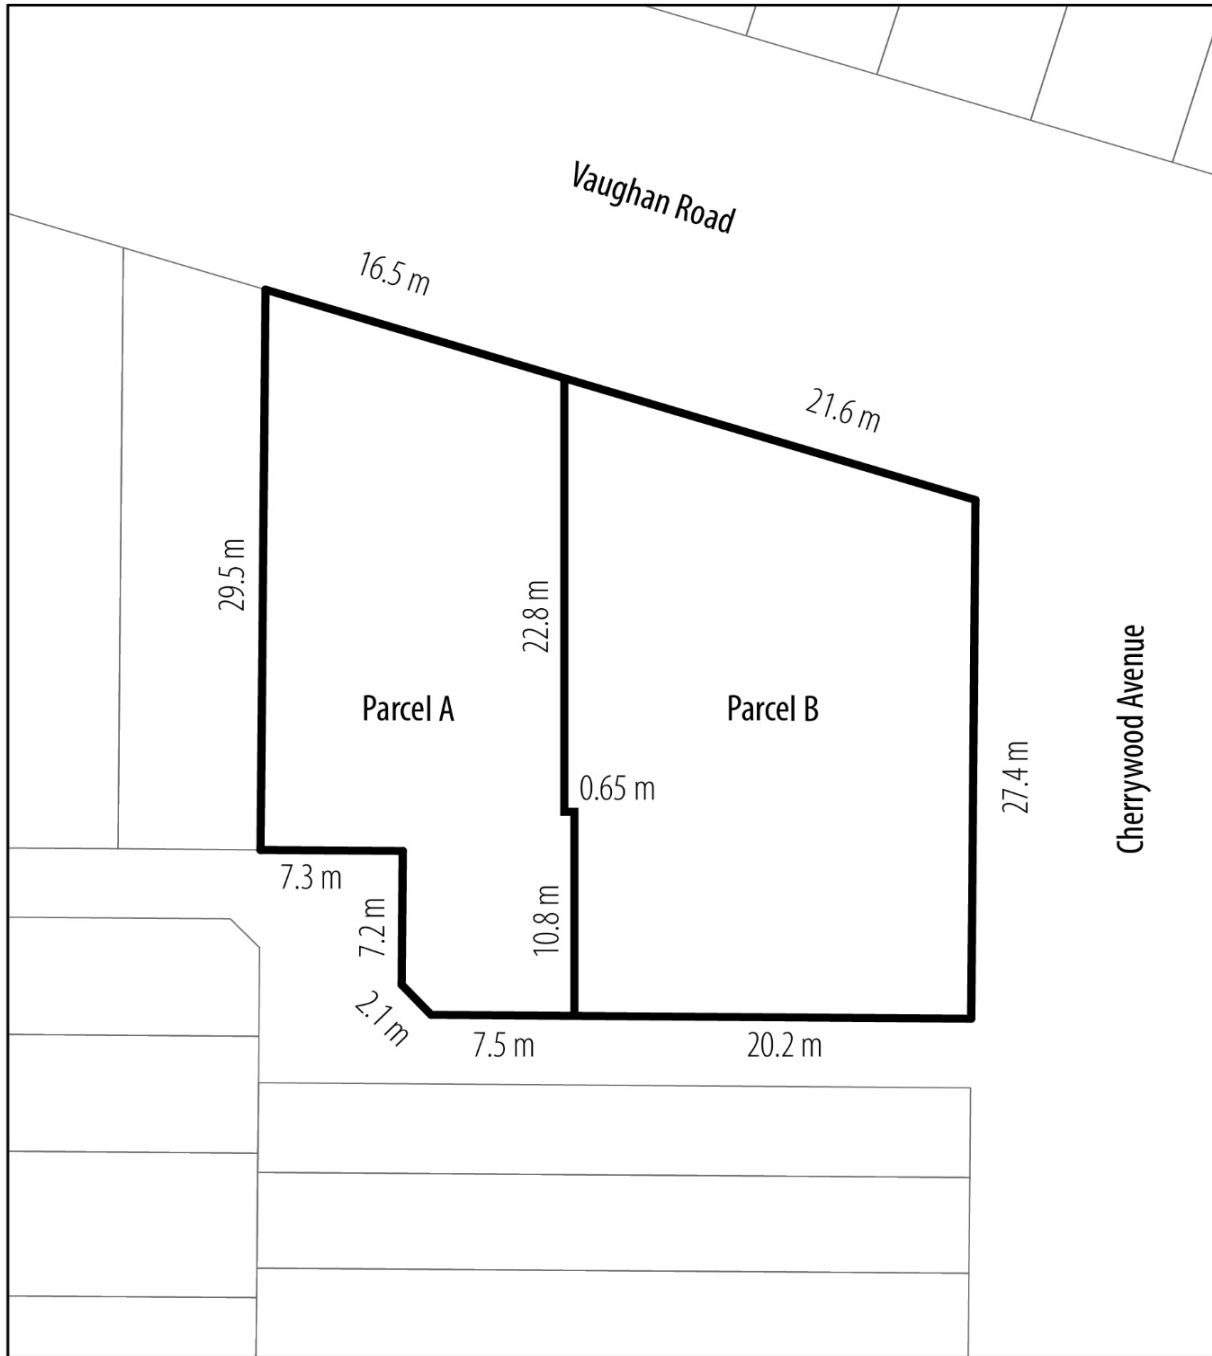 Vaughan Road
16.5 m
21.6 m
29.5 m
22.8 m
Parcel A
Parcel B
Cherrywood Avenue
0.65 m
27.4 m
7.3 m
7.2 m
10.8 m
2.1 m
7.5 m
20.2 m